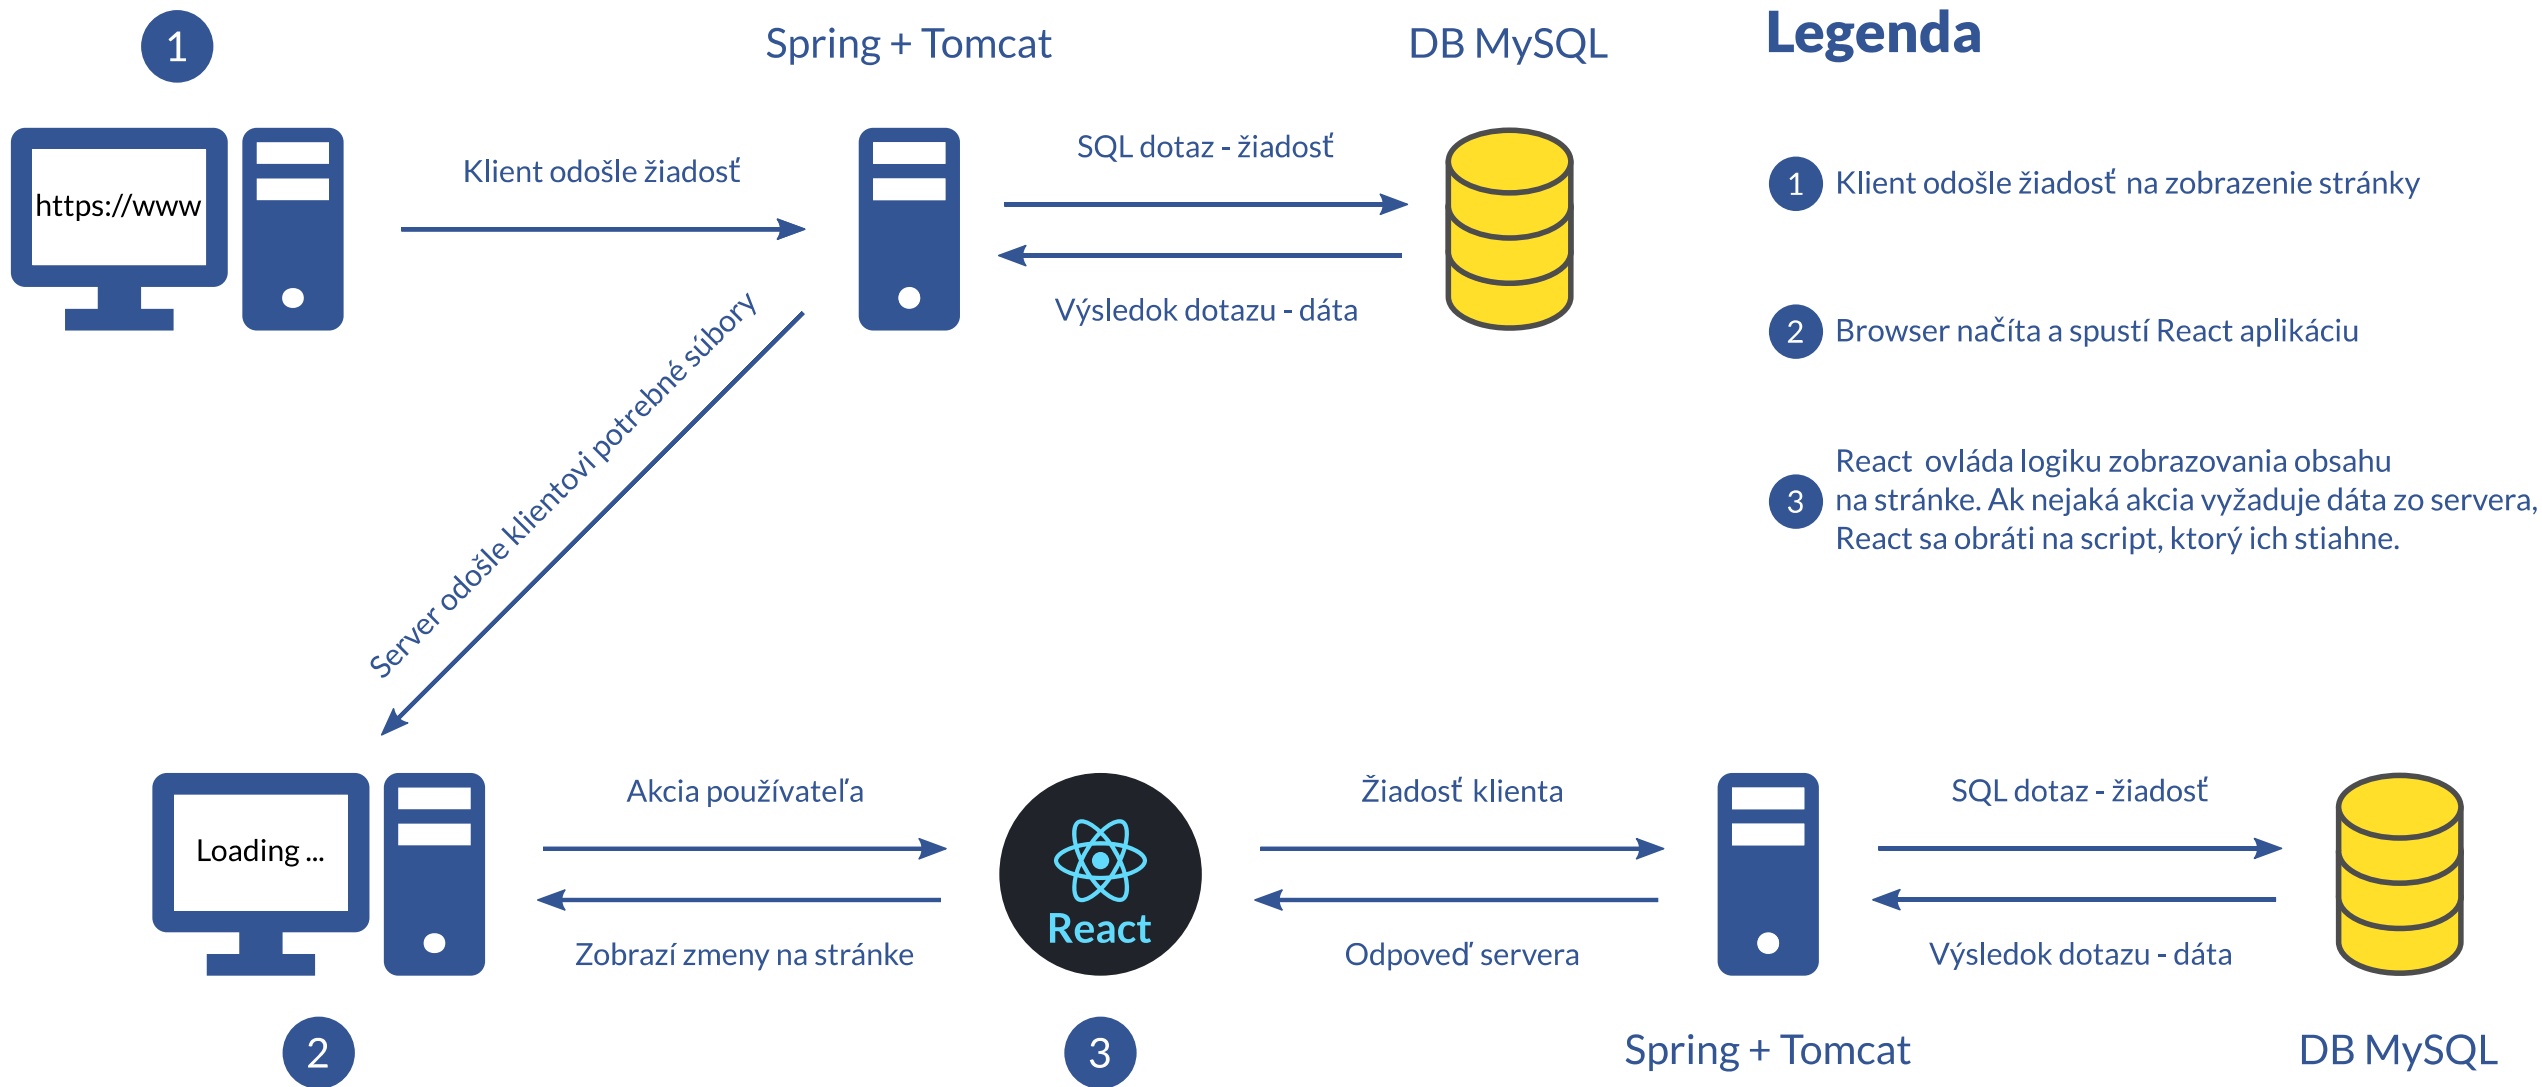 1
Spring + Tomcat
DB MySQL
Legenda
https://www
Klient odošle žiadosť
SQL dotaz - žiadosť
Výsledok dotazu - dáta
1 Klient odošle žiadosť na zobrazenie stránky
2 Browser načíta a spustí React aplikáciu
3 React ovláda logiku zobrazovania obsahu
na stránke. Ak nejaká akcia vyžaduje dáta zo servera,
React sa obráti na script, ktorý ich stiahne.
Server odošle klientovi potrebné súbory
Loading ...
Akcia používateľa
Zobrazí zmeny na stránke
React
Žiadosť klienta
Odpoveď servera
SQL dotaz - žiadosť
Výsledok dotazu - dáta
2
3
Spring + Tomcat
DB MySQL